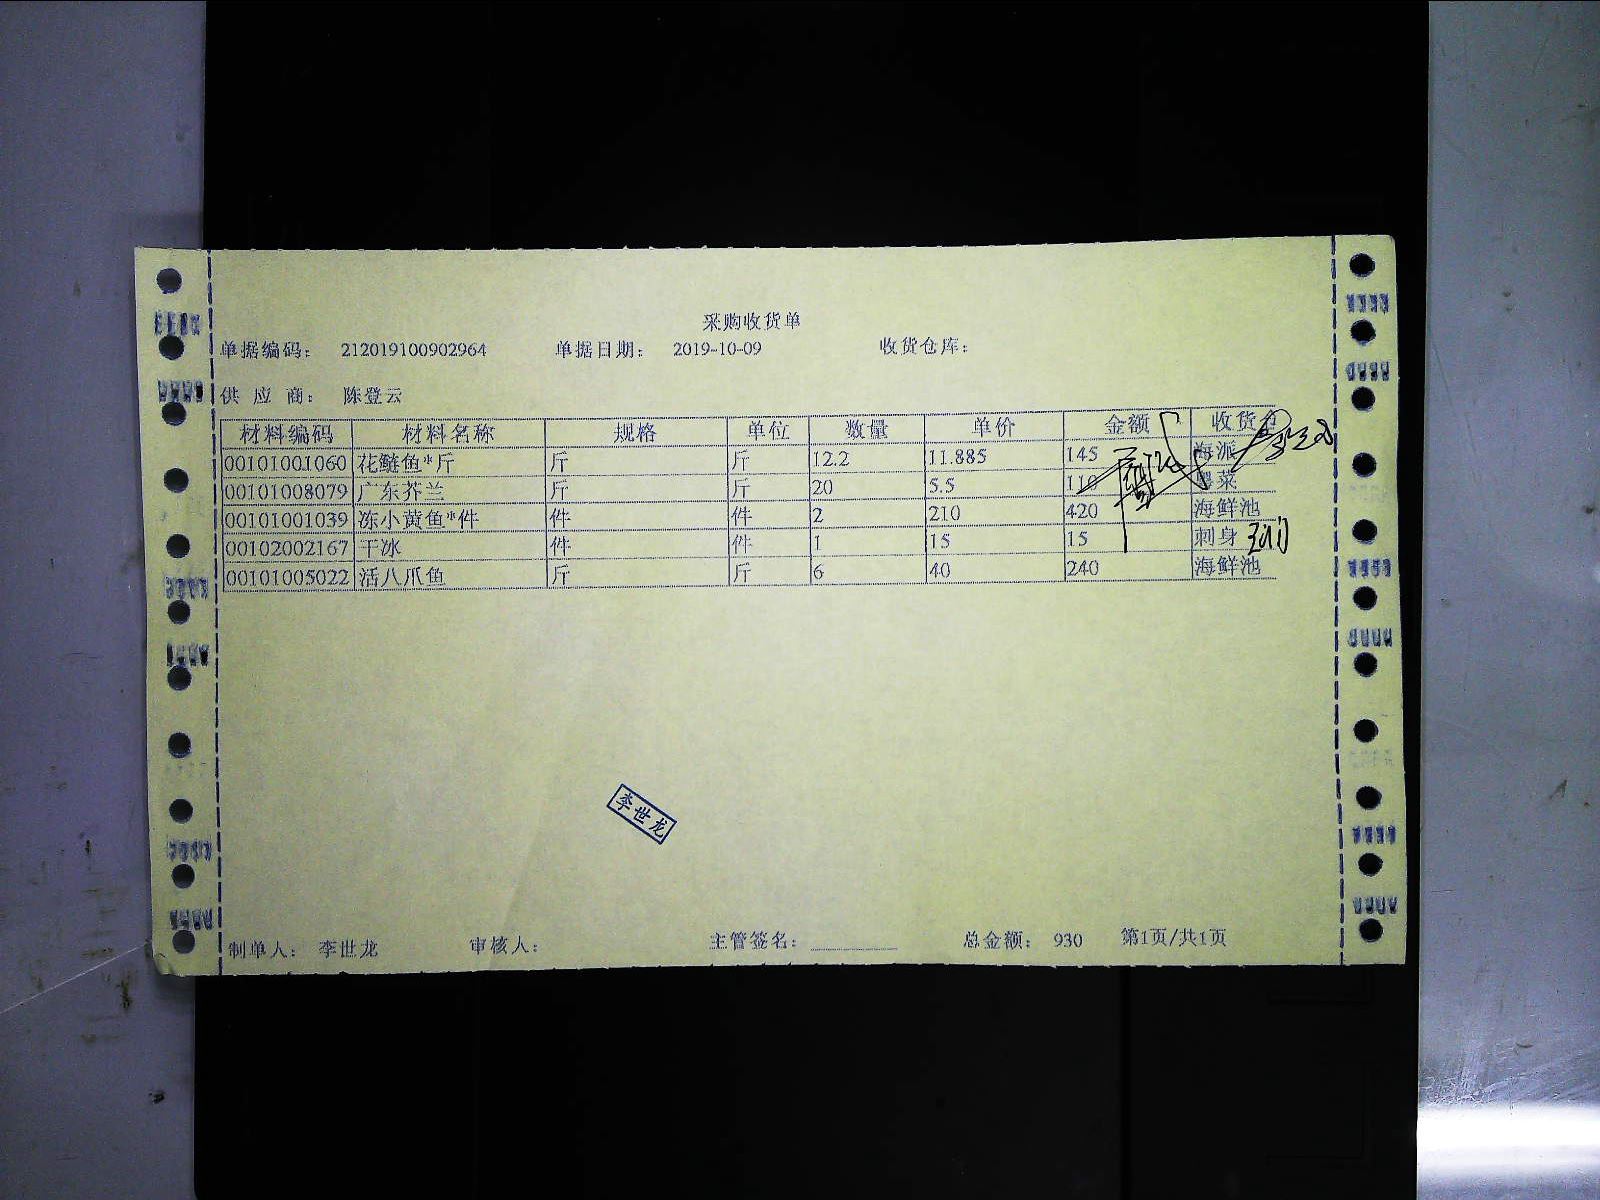 采购收货单
单据编码: 212019100902964 单据日期: 2019-10-09 收货仓库:
供应商: 陈登云
材料编码 材料名称 规格 单位 数量 单价 金额 收货
00101001060 花鲢鱼*斤 斤 斤 12.2 11.885 145 海派
00101008079 广东芥兰 斤 斤 20 5.5 110 菜
00101001039 冻小黄鱼*件 件 件 2 210 420 海鲜池
00102002167 干冰 件 件 1 15 15 刺身
00101005022 活八爪鱼 斤 斤 6 40 240 海鲜池
李世龙
制单人: 李世龙 审核人: 主管签名: 总金额: 930 第1页/共1页